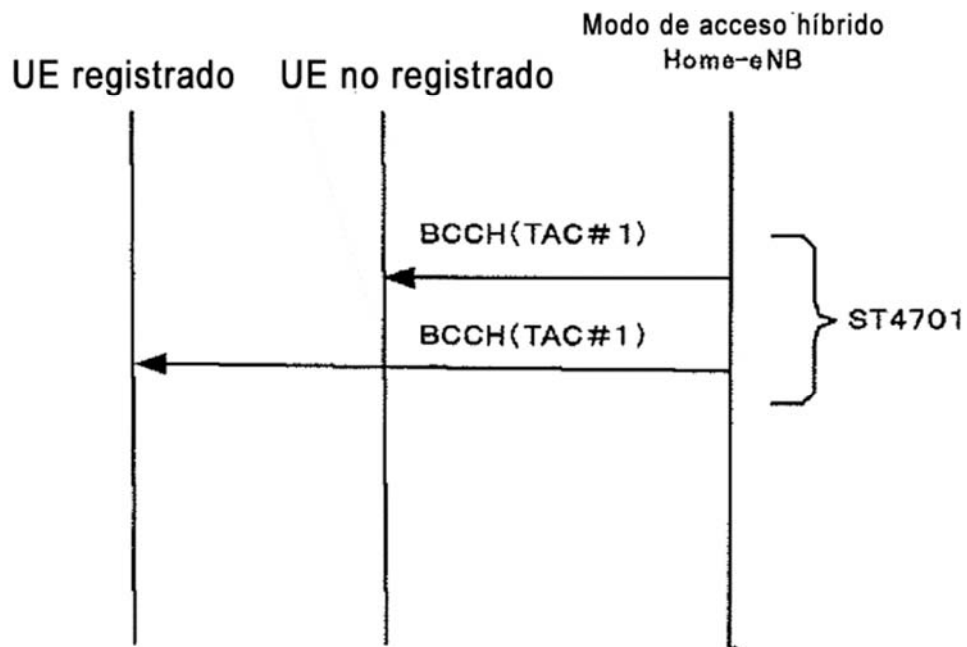 Modo de acceso híbrido
Home-eNB
UE registrado
UE no registrado
BCCH(TAC#1)
BCCH(TAC#1)
ST4701